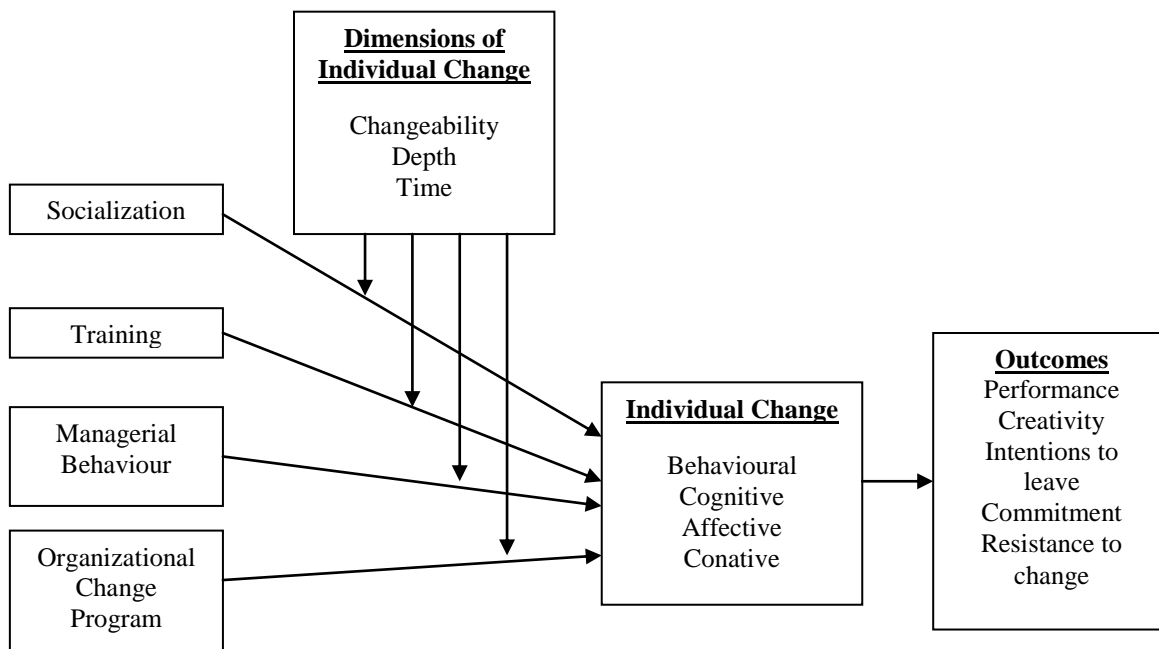 Dimensions of
Individual Change
Changeability
Depth
Time
Socialization
Training
Managerial
Behaviour
Organizational
Change
Program
Individual Change
Behavioural
Cognitive
Affective
Conative
Outcomes
Performance
Creativity
Intentions to
leave
Commitment
Resistance to
change